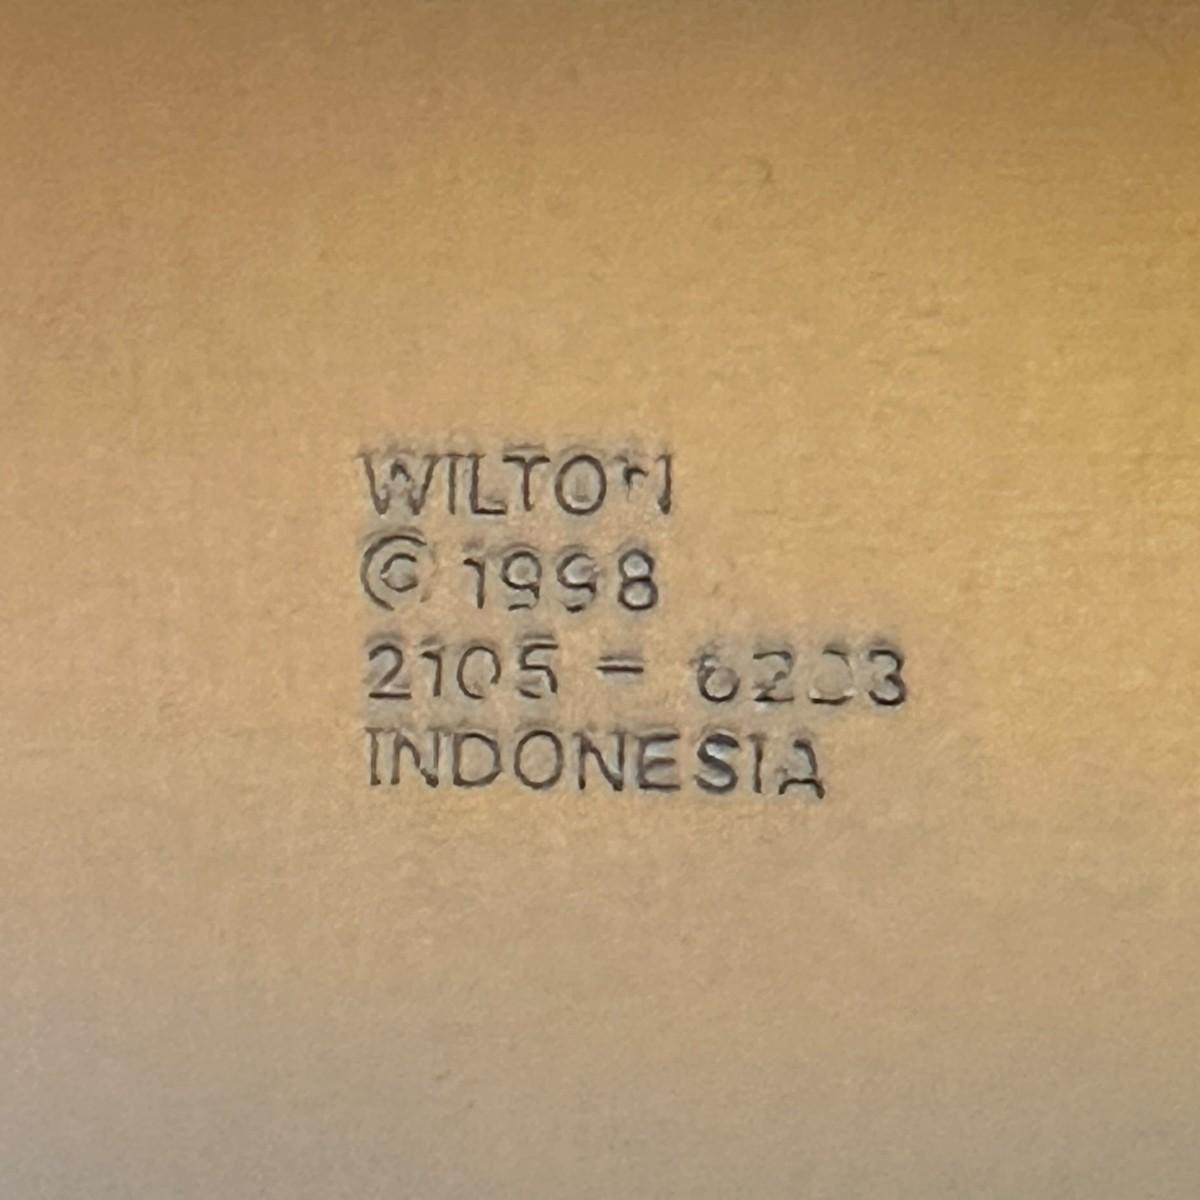 WILTON
© 1998
2105 - 6203
INDONESIA